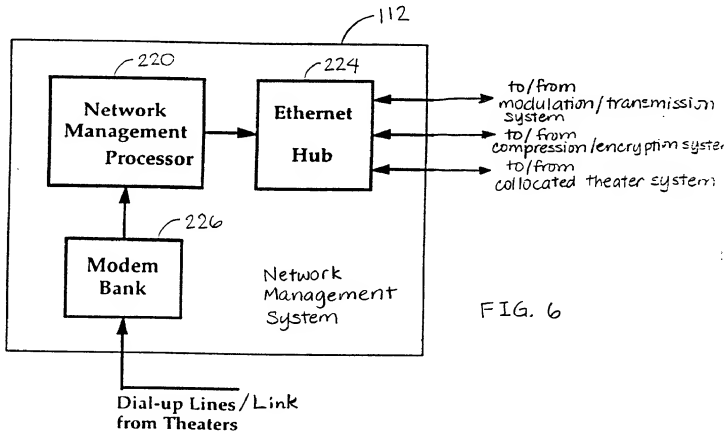 112
220
224
Network
Management
Processor
Ethernet
Hub
to/from
modulation/transmission
system
to/from
compression/encryption syste
to/from
collocated theater system
226
Modem
Bank
Network
Management
System
FIG. 6
Dial-up Lines/Link
from Theaters